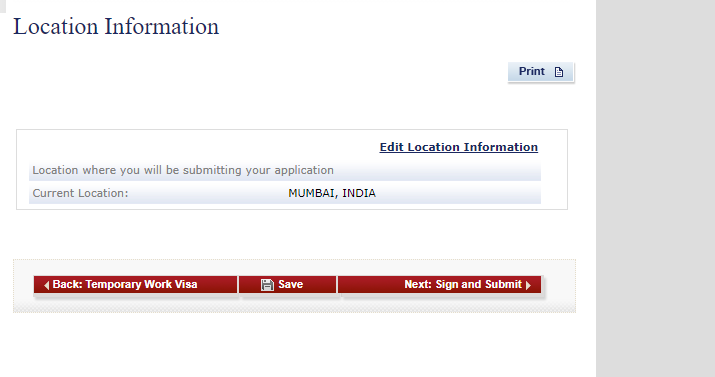 Location Information
Print
Edit Location Information
Location where you will be submitting your application
Current Location: MUMBAI, INDIA
Back: Temporary Work Visa Save Next: Sign and Submit